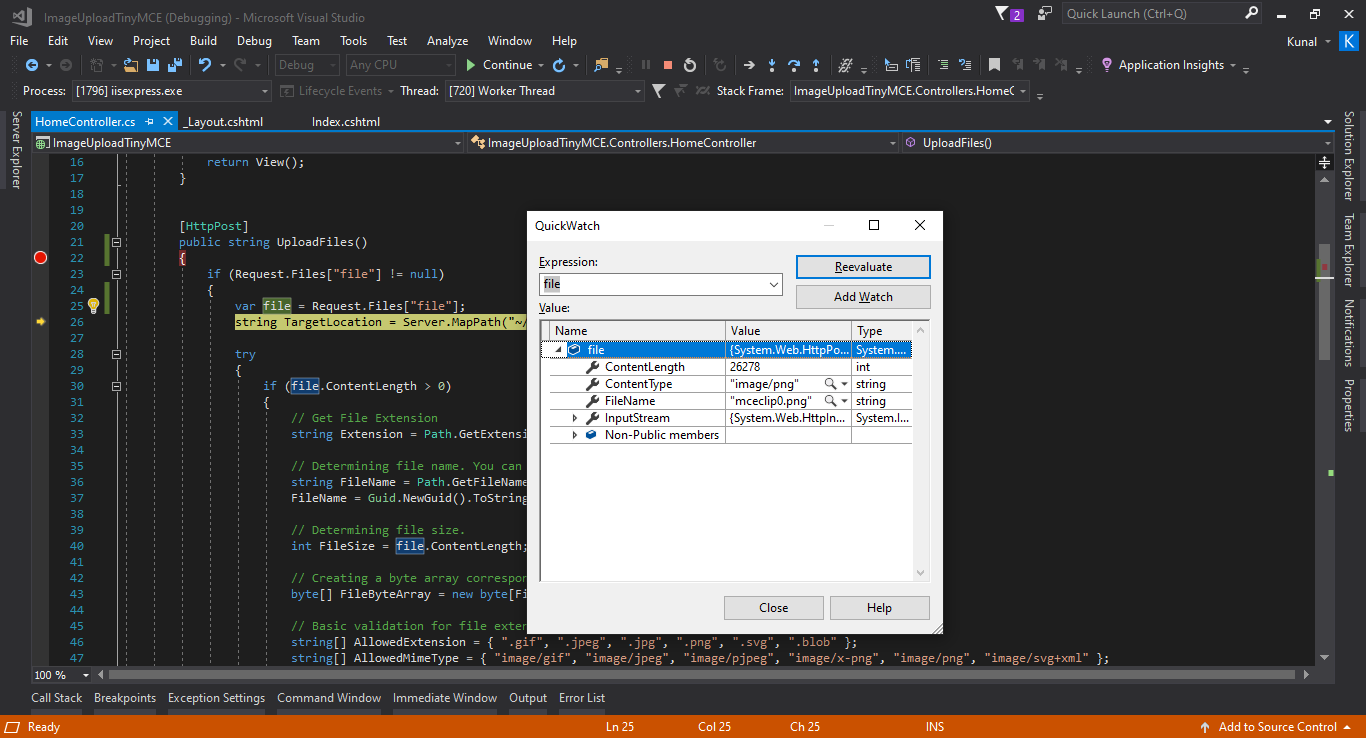 ImageUploadTinyMCE (Debugging) - Microsoft Visual Studio
2
Quick Launch (Ctrl+Q)
File Edit View Project Build Debug Team Tools Test Analyze Window Help
Kunal K
Debug Any CPU Continue Application Insights
Process: [1796] iisexpress.exe Lifecycle Events Thread: [720] Worker Thread Stack Frame: ImageUploadTinyMCE.Controllers.HomeC
HomeController.cs _Layout.cshtml Index.cshtml
ImageUploadTinyMCE ImageUploadTinyMCE.Controllers.HomeController UploadFiles()
Server Explorer
Solution Explorer
Team Explorer
Notifications
Properties
16 return View();
17 }
18
19
20 [HttpPost]
21 public string UploadFiles()
22 {
23 if (Request.Files["file"] != null)
24 {
25 var file = Request.Files["file"];
26 string TargetLocation = Server.MapPath("~/
27
28 try
29 {
30 if (file.ContentLength > 0)
31 {
32 // Get File Extension
33 string Extension = Path.GetExtensi
34
35 // Determining file name. You can
36 string FileName = Path.GetFileName
37 FileName = Guid.NewGuid().ToString
38
39 // Determining file size.
40 int FileSize = file.ContentLength;
41
42 // Creating a byte array correspon
43 byte[] FileByteArray = new byte[Fi
44
45 // Basic validation for file exten
46 string[] AllowedExtension = { ".gif", ".jpeg", ".jpg", ".png", ".svg", ".blob" };
47 string[] AllowedMimeType = { "image/gif", "image/jpeg", "image/pjpeg", "image/x-png", "image/png", "image/svg+xml" };
QuickWatch
Expression:
file
Reevaluate
Add Watch
Value:
Name Value Type
file {System.Web.HttpPo... System....
ContentLength 26278 int
ContentType "image/png" string
FileName "mceclip0.png" string
InputStream {System.Web.HttpIn... System.I...
Non-Public members
Close Help
100 %
Call Stack Breakpoints Exception Settings Command Window Immediate Window Output Error List
Ready Ln 25 Col 25 Ch 25 INS Add to Source Control